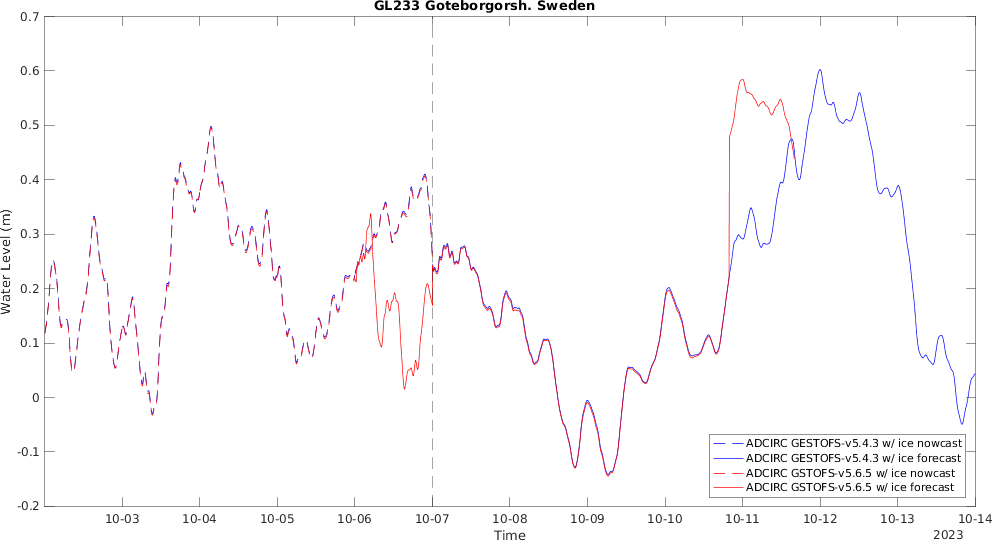 GL233 Goteborgorsh. Sweden
0.7
0.6
0.5
0.4
0.3
0.2
0.1
0
-0.1
-0.2
Water Level (m)
ADCIRC GESTOFS-v5.4.3 w/ ice nowcast
ADCIRC GESTOFS-v5.4.3 w/ ice forecast
ADCIRC GSTOFS-v5.6.5 w/ ice nowcast
ADCIRC GSTOFS-v5.6.5 w/ ice forecast
10-03 10-04 10-05 10-06 10-07 10-08 10-09 10-10 10-11 10-12 10-13 10-14
Time
2023